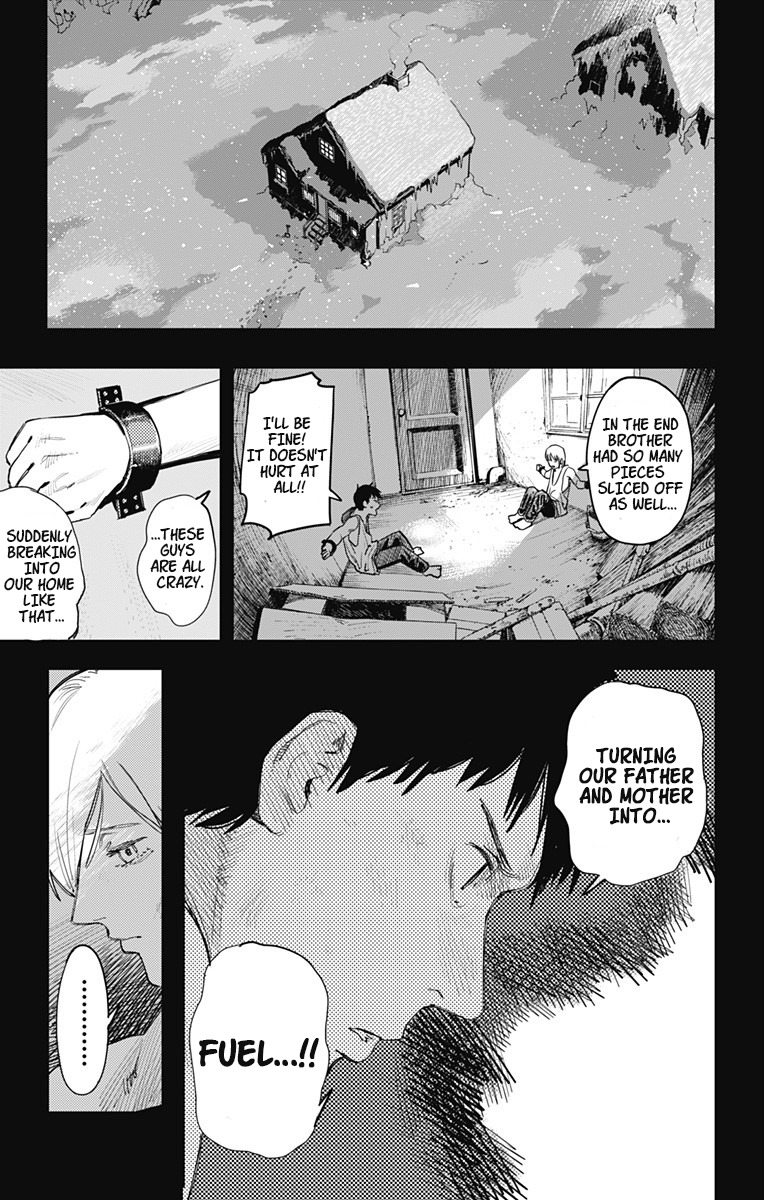 IN THE END
BROTHER
HAD SO MANY
PIECES
SLICED OFF
AS WELL...
I'LL BE
FINE!
IT DOESN'T
HURT AT
ALL!!
...THESE
GUYS
ARE ALL
CRAZY.
SUDDENLY
BREAKING
INTO
OUR HOME
LIKE
THAT...
TURNING
OUR FATHER
AND MOTHER
INTO...
FUEL...!!
.........